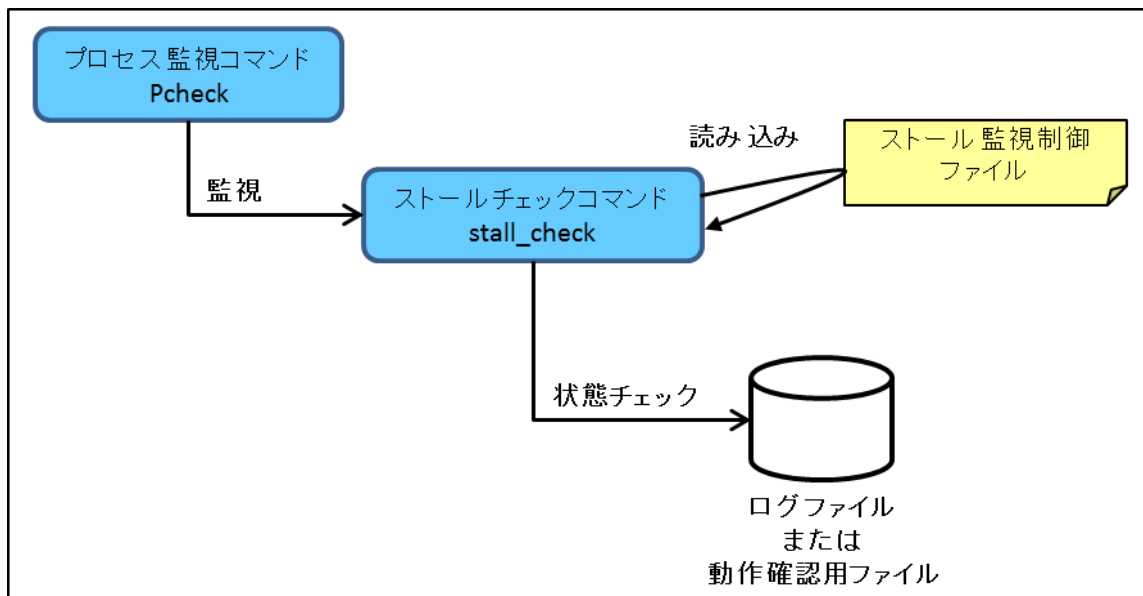 プロセス監視コマンド
Pcheck
監視
読み込み
ストール監視制御
ファイル
ストールチェックコマンド
stall_check
状態チェック
ログファイル
または
動作確認用ファイル